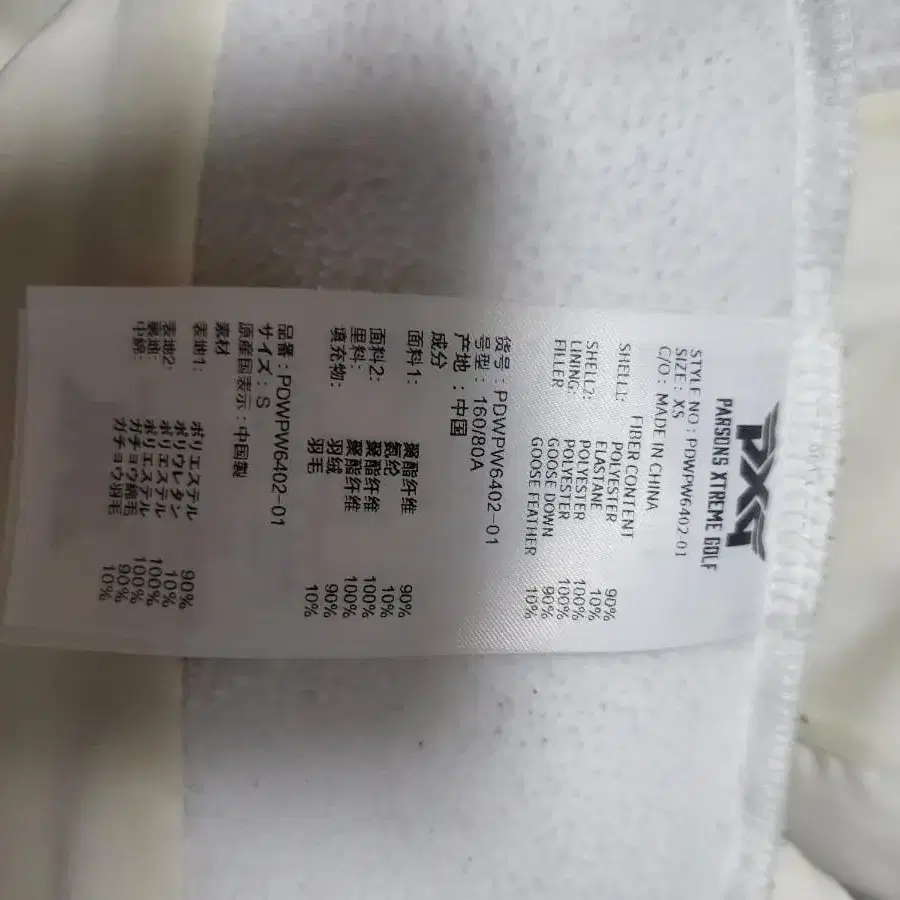 PXG
PARSONS XTREME GOLF
STYLE NO: PDWPW6402-01
SIZE: XS
C/O: MADE IN CHINA
FIBER CONTENT
SHELL1: POLYESTER 90%
ELASTANE 10%
SHELL2: POLYESTER 100%
LINING: POLYESTER 100%
FILLER GOOSE DOWN 90%
GOOSE FEATHER 10%
货号: PDWPW6402-01
号型: 160/80A
产地: 中国
成分
面料1: 聚酯纤维 90%
氨纶 10%
面料2: 聚酯纤维 100%
里料: 聚酯纤维 100%
填充物: 羽绒 90%
羽毛 10%
品番: PDWPW6402-01
サイズ: S
原産国表示: 中国製
素材
表地1: ポリエステル 90%
ポリウレタン 10%
表地2: ポリエステル 100%
裏地: ポリエステル 100%
中綿: ガチョウ綿毛 90%
ガチョウ羽毛 10%